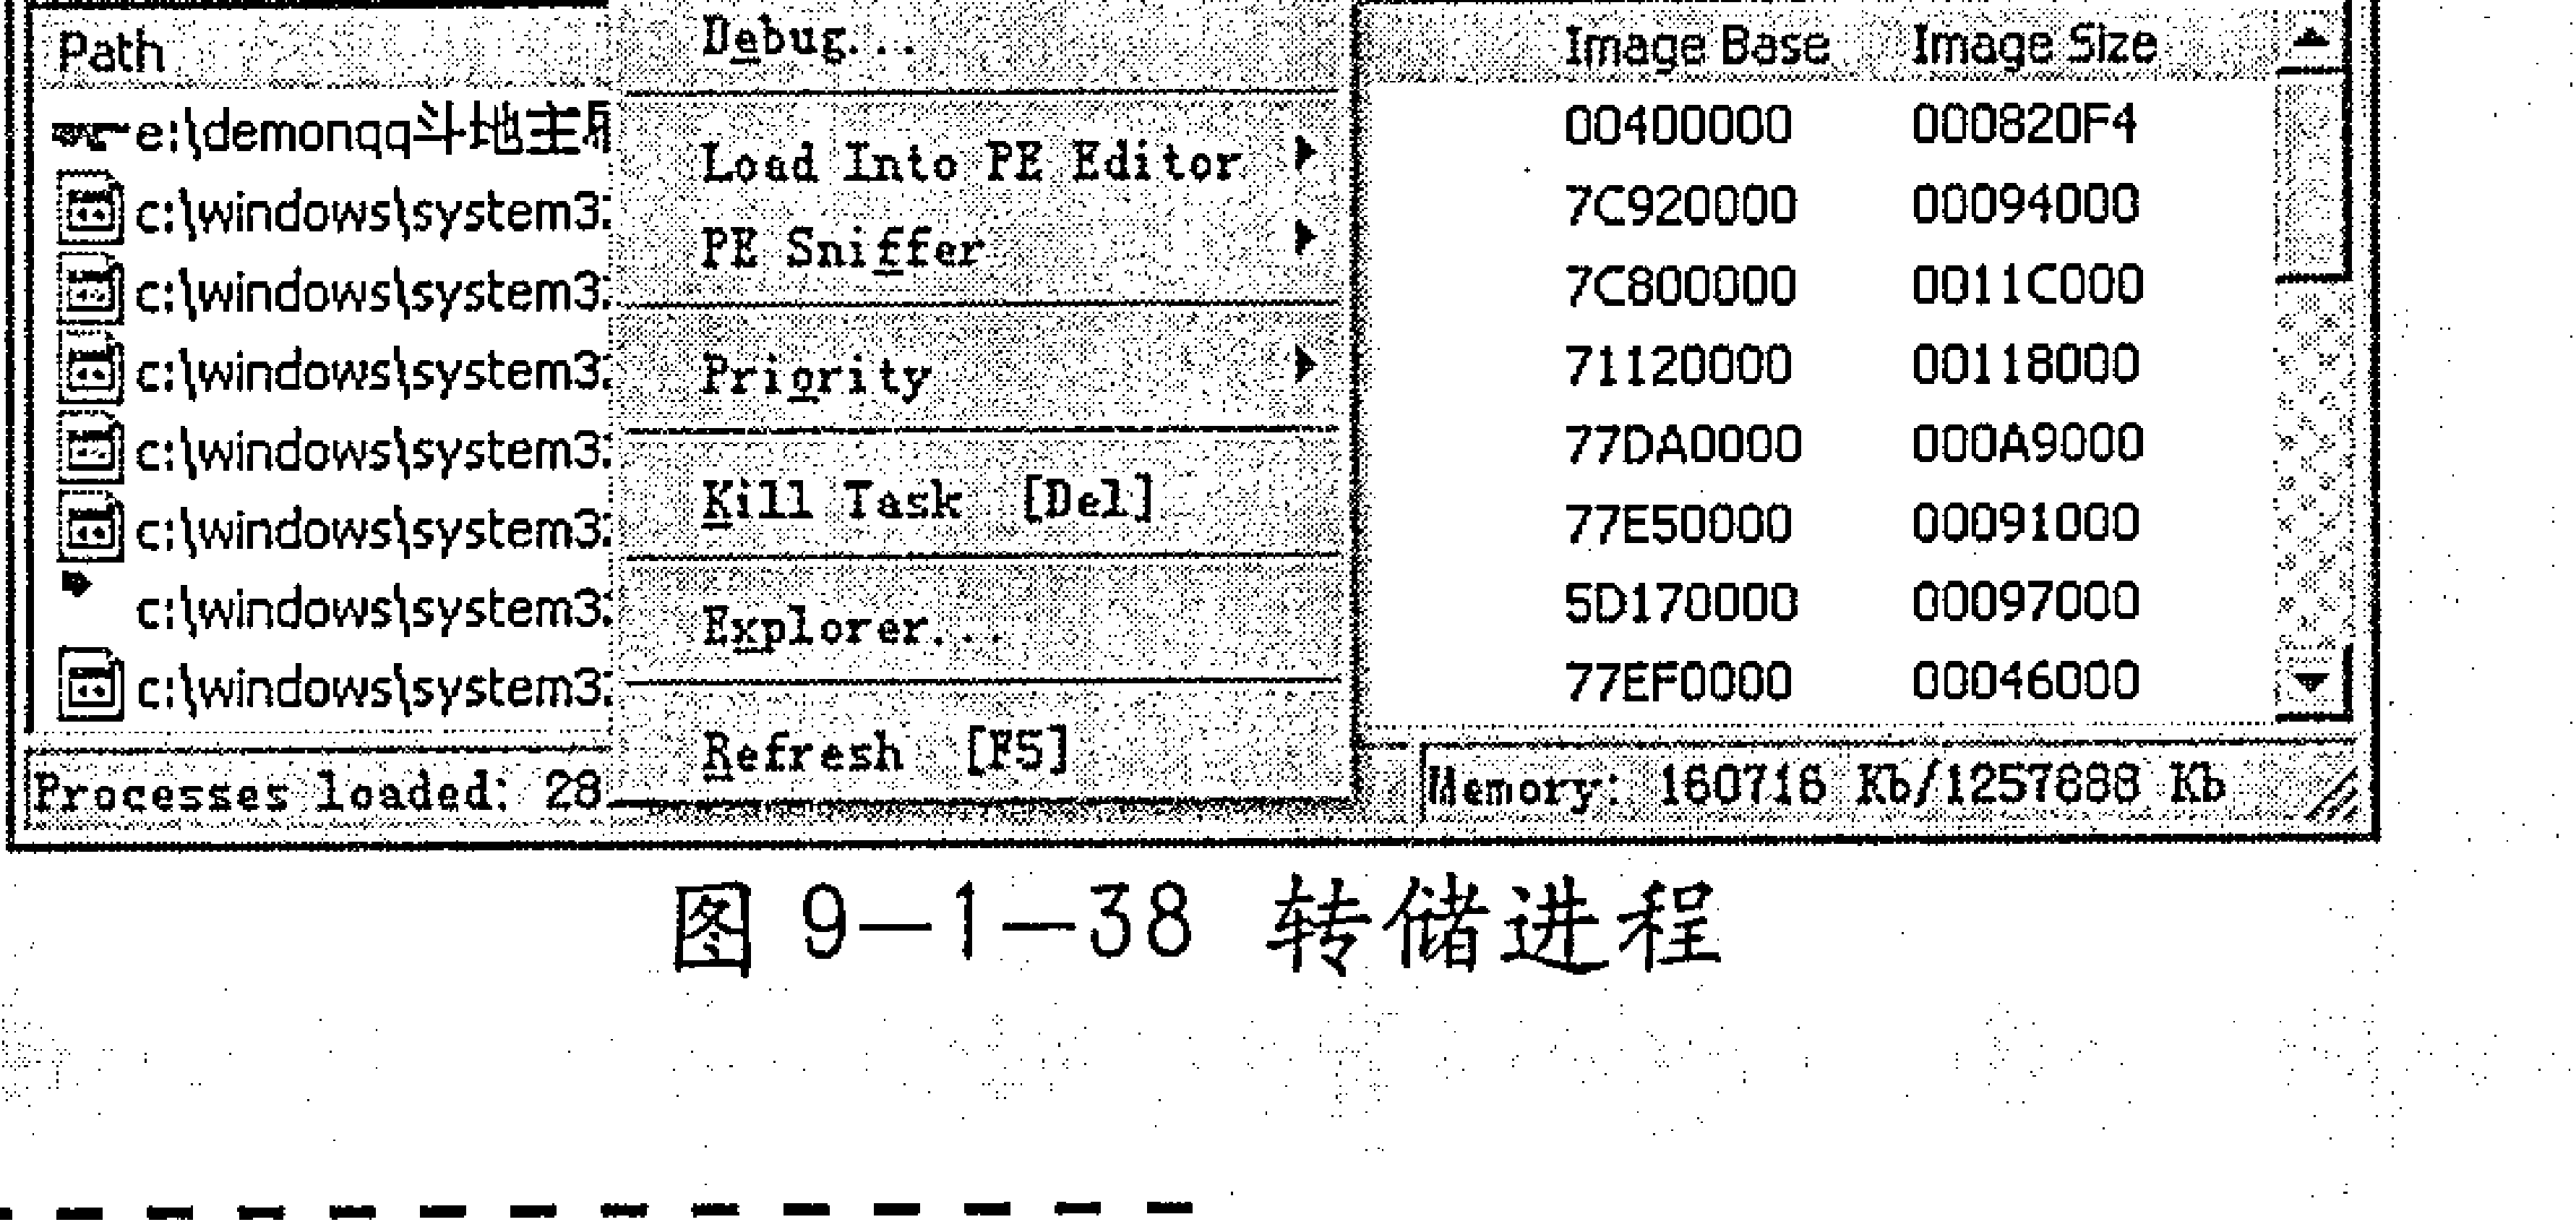 Path
Debug...
Image Base Image Size
e:\demonqq斗地主
00400000 000820F4
Load Into PE Editor
c:\windows\system3
7C920000 00094000
PE Sniffer
c:\windows\system3
7C800000 0011C000
c:\windows\system3
Priority
71120000 00118000
c:\windows\system3
77DA0000 000A9000
Kill Task [Del]
c:\windows\system3
77E50000 00091000
c:\windows\system3
Explorer...
5D170000 00097000
c:\windows\system3
77EF0000 00046000
Refresh [F5]
Processes loaded: 28
Memory: 160716 Kb/1257888 Kb
图 9-1-38 转储进程